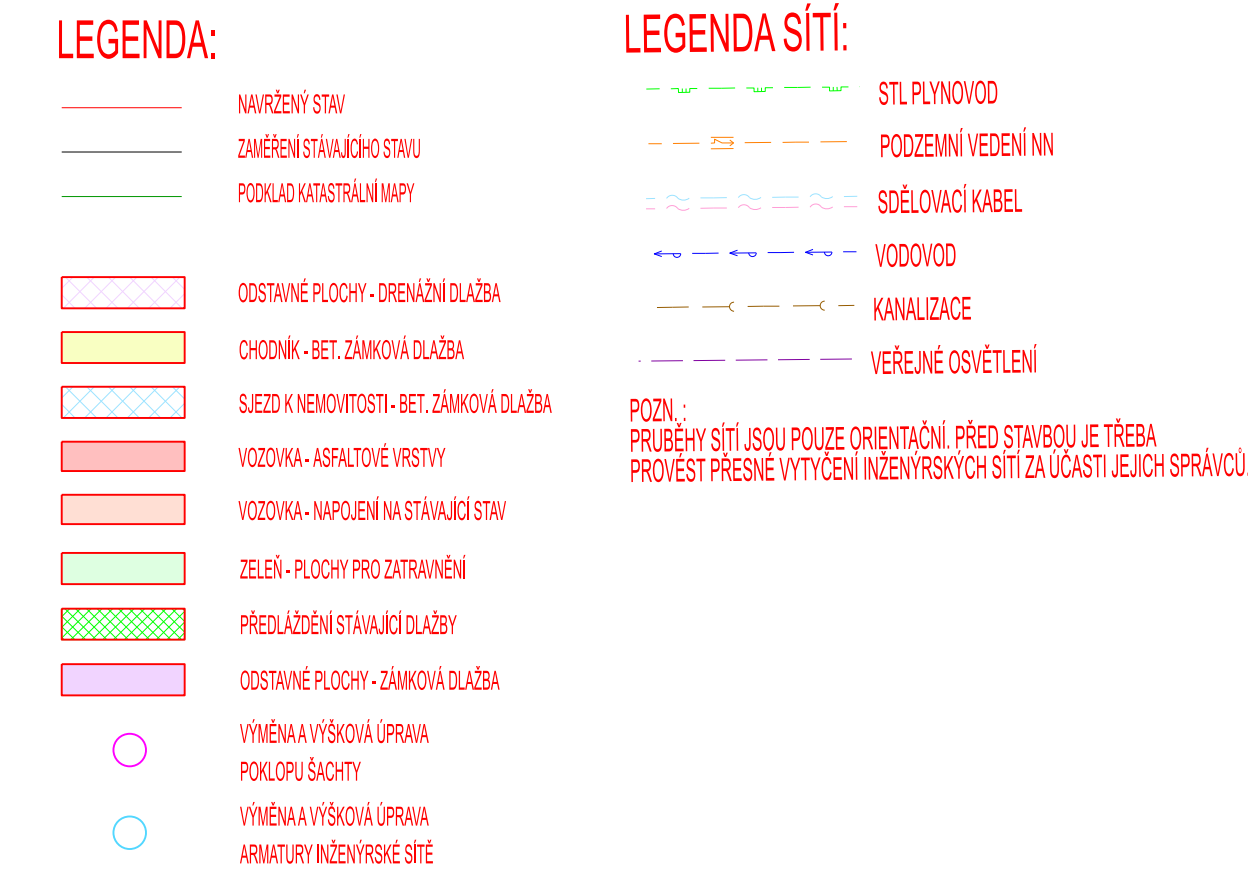 LEGENDA:
NAVRŽENÝ STAV
ZAMĚŘENÍ STÁVAJÍCÍHO STAVU
PODKLAD KATASTRÁLNÍ MAPY
ODSTAVNÉ PLOCHY - DRENÁŽNÍ DLAŽBA
CHODNÍK - BET. ZÁMKOVÁ DLAŽBA
SJEZD K NEMOVITOSTI - BET. ZÁMKOVÁ DLAŽBA
VOZOVKA - ASFALTOVÉ VRSTVY
VOZOVKA - NAPOJENÍ NA STÁVAJÍCÍ STAV
ZELEŇ - PLOCHY PRO ZATRAVNĚNÍ
PŘEDLÁŽDĚNÍ STÁVAJÍCÍ DLAŽBY
ODSTAVNÉ PLOCHY - ZÁMKOVÁ DLAŽBA
VÝMĚNA A VÝŠKOVÁ ÚPRAVA
POKLOPU ŠACHTY
VÝMĚNA A VÝŠKOVÁ ÚPRAVA
ARMATURY INŽENÝRSKÉ SÍTĚ
LEGENDA SÍTÍ:
STL PLYNOVOD
PODZEMNÍ VEDENÍ NN
SDĚLOVACÍ KABEL
VODOVOD
KANALIZACE
VEŘEJNÉ OSVĚTLENÍ
POZN. :
PRUBĚHY SÍTÍ JSOU POUZE ORIENTAČNÍ. PŘED STAVBOU JE TŘEBA
PROVÉST PŘESNÉ VYTYČENÍ INŽENÝRSKÝCH SÍTÍ ZA ÚČASTI JEJICH SPRÁVCŮ.